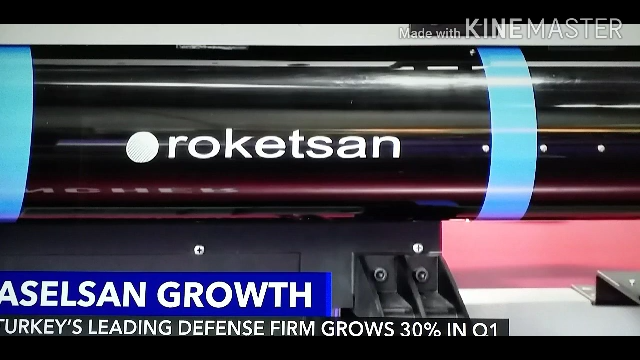 Made with KINEMASTER
roketsan
ASELSAN GROWTH
TURKEY'S LEADING DEFENSE FIRM GROWS 30% IN Q1